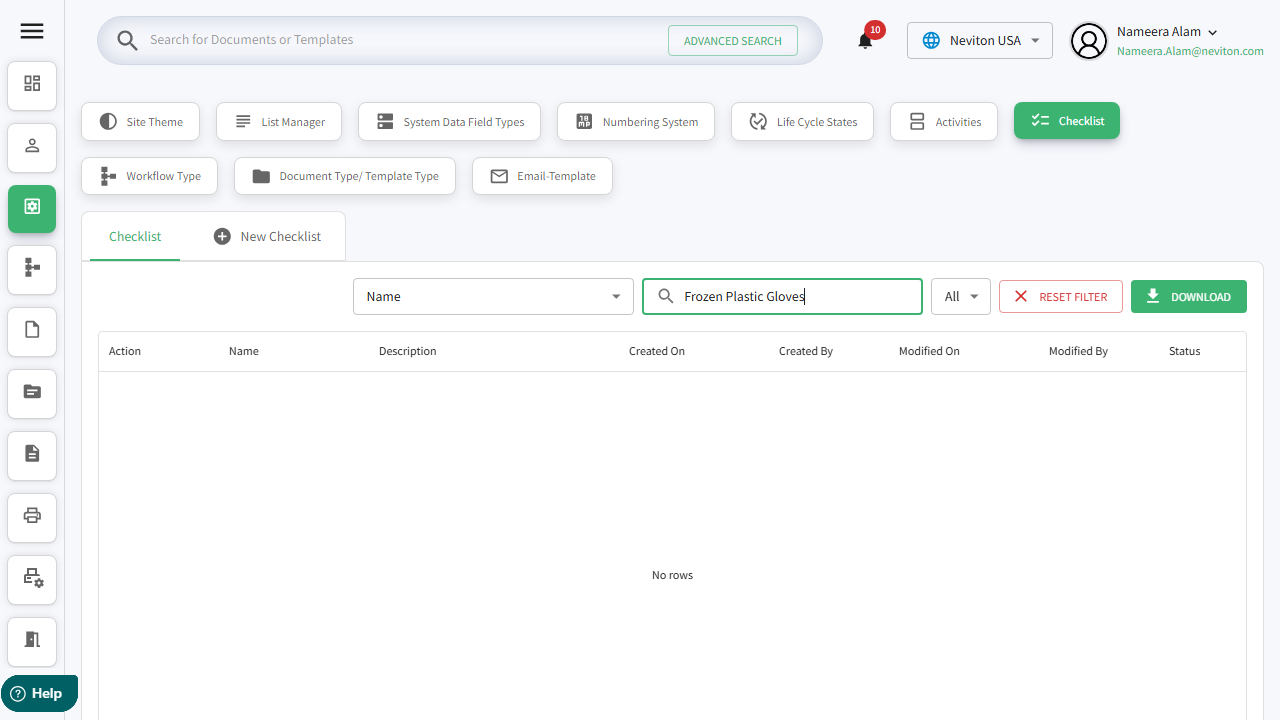 Search for Documents or Templates
ADVANCED SEARCH
10
Neviton USA
Nameera Alam
Nameera.Alam@neviton.com
Site Theme
List Manager
System Data Field Types
Numbering System
Life Cycle States
Activities
Checklist
Workflow Type
Document Type/ Template Type
Email-Template
Checklist
New Checklist
Name
Frozen Plastic Gloves
All
RESET FILTER
DOWNLOAD
Action
Name
Description
Created On
Created By
Modified On
Modified By
Status
No rows
Help